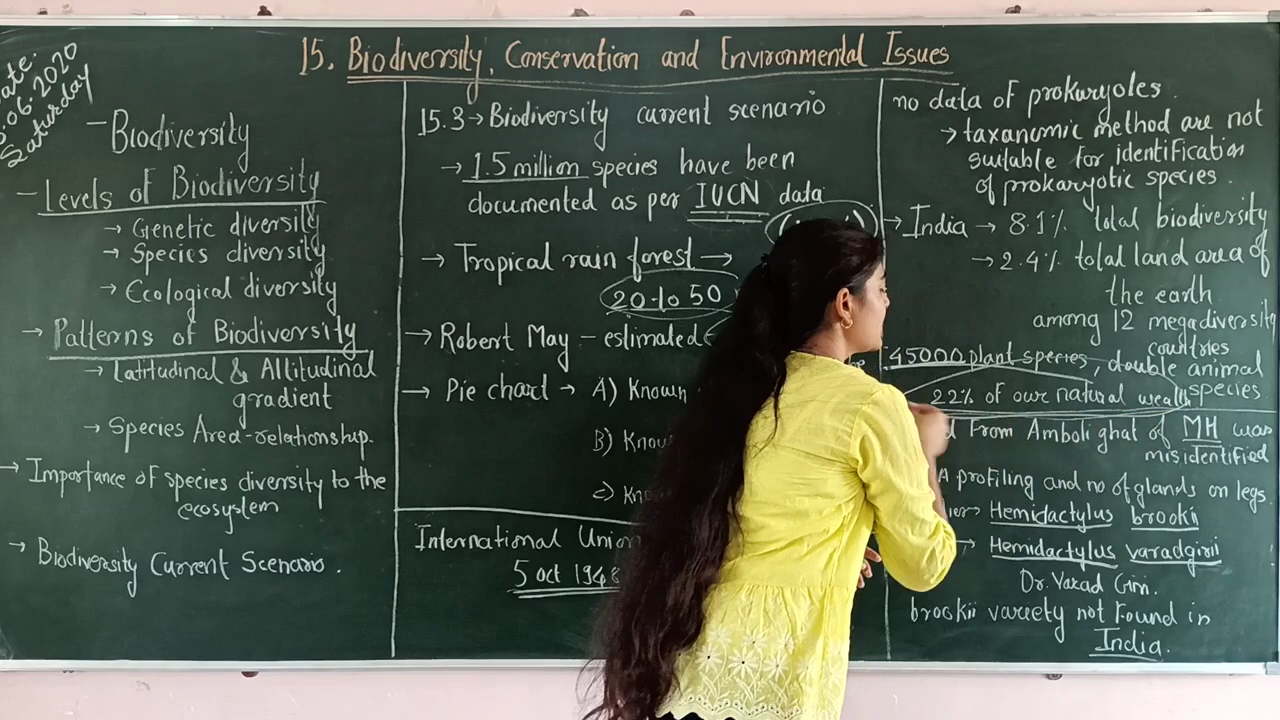 15. Biodiversity, Conservation and Environmental Issues
06.2020
Saturday
- Biodiversity
- Levels of Biodiversity
→ Genetic diversity
→ Species diversity
→ Ecological diversity
→ Patterns of Biodiversity
→ Latitudinal & Altitudinal
gradient
→ Species Area-relationship.
→ Importance of species diversity to the
ecosystem
→ Biodiversity Current Scenario.
15.3 → Biodiversity current scenario
→ 1.5 million species have been
documented as per IUCN data
→ Tropical rain forest →
20 to 50
→ Robert May - estimated
→ Pie chart → A) Known
B)
c)
International Union
5 Oct 1948
no data of prokaryotes.
→ taxanomic method are not
suitable for identification
of prokaryotic species.
→ India → 8.1% total biodiversity
→ 2.4% total land area of
the earth
among 12 megadiversity
countries
45000 plant species, double animal
species
22% of our natural wealth
From Amboli ghat of MH was
misidentified
profiling and no of glands on legs.
→ Hemidactylus brookii
→ Hemidactylus varadgirii
Dr. Varad Giri.
brookii variety not found in
India.